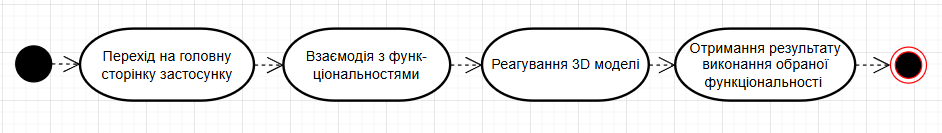 Перехід на головну
сторінку застосунку
Взаємодія з функ-
ціональностями
Реагування 3D моделі
Отримання результату
виконання обраної
функціональності